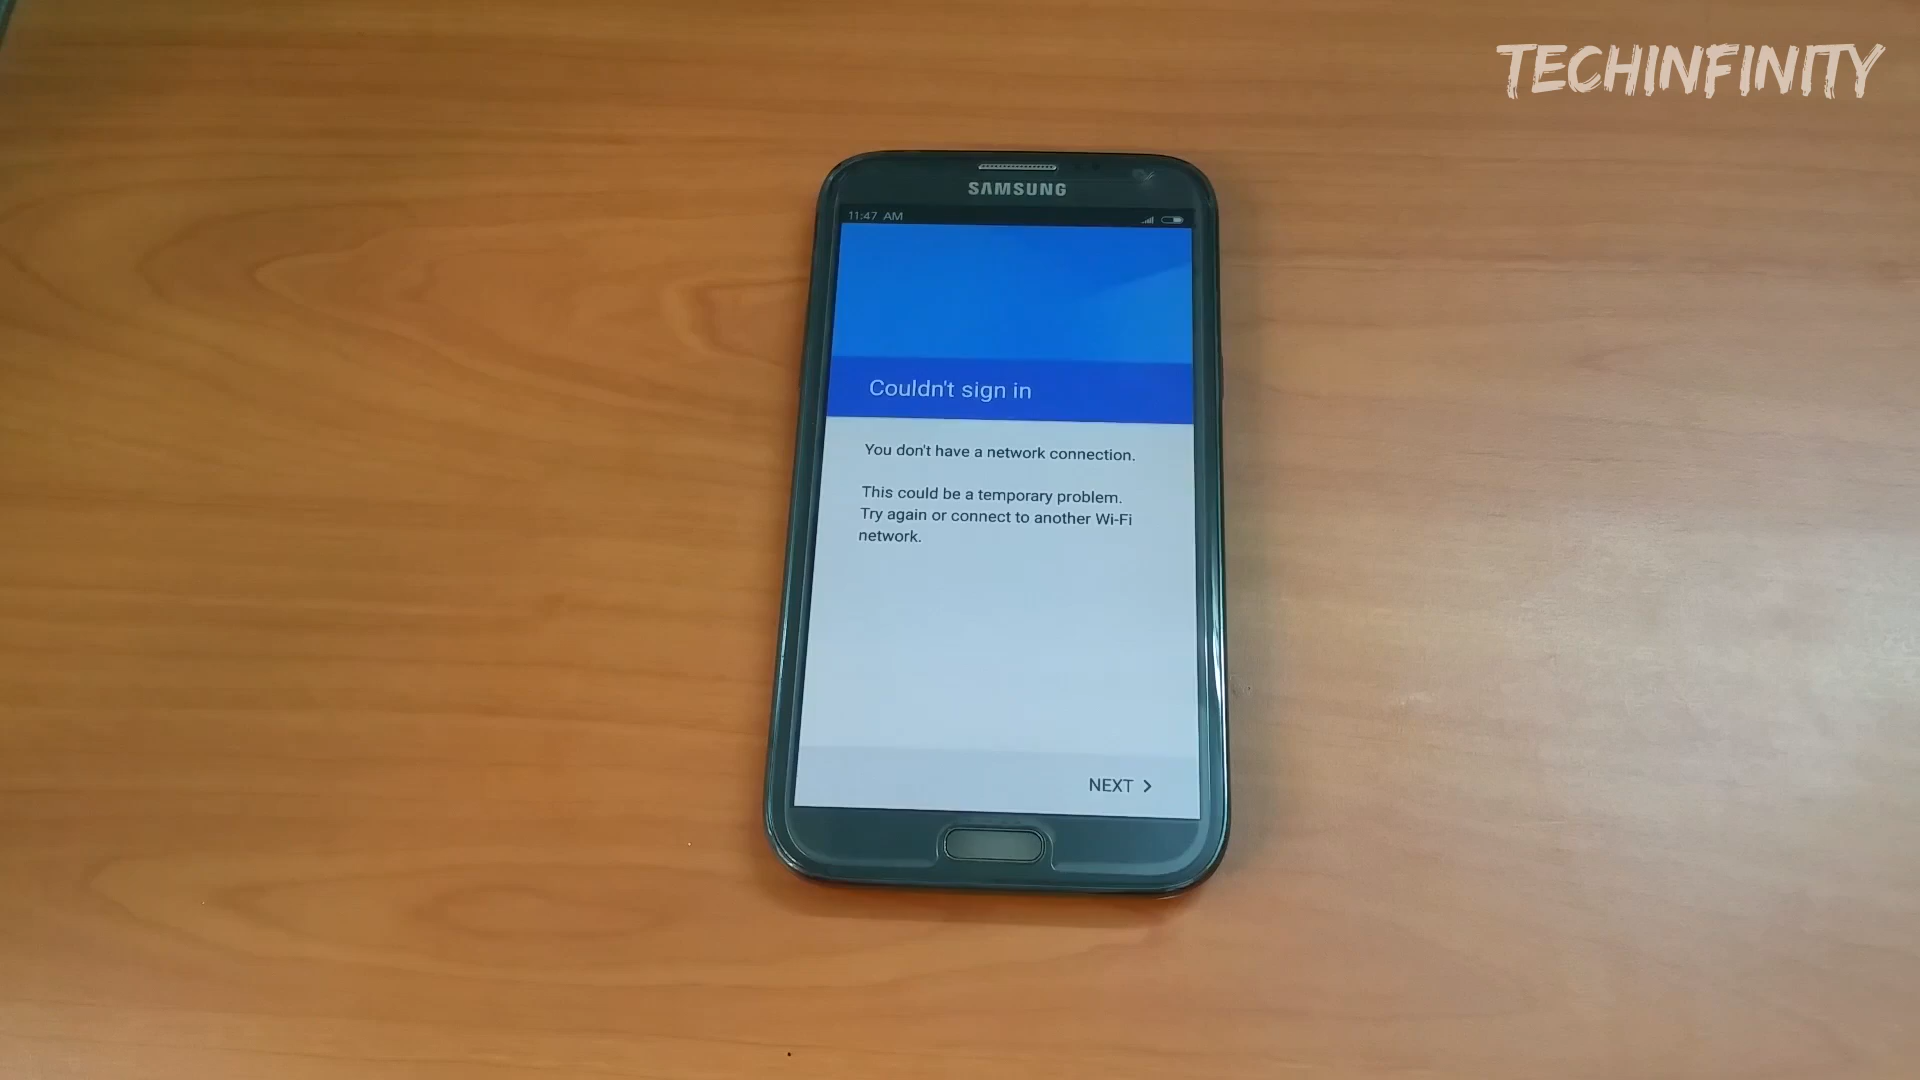 TECHINFINITY
SAMSUNG
11:47 AM
Couldn't sign in
You don't have a network connection.
This could be a temporary problem.
Try again or connect to another Wi-Fi
network.
NEXT >